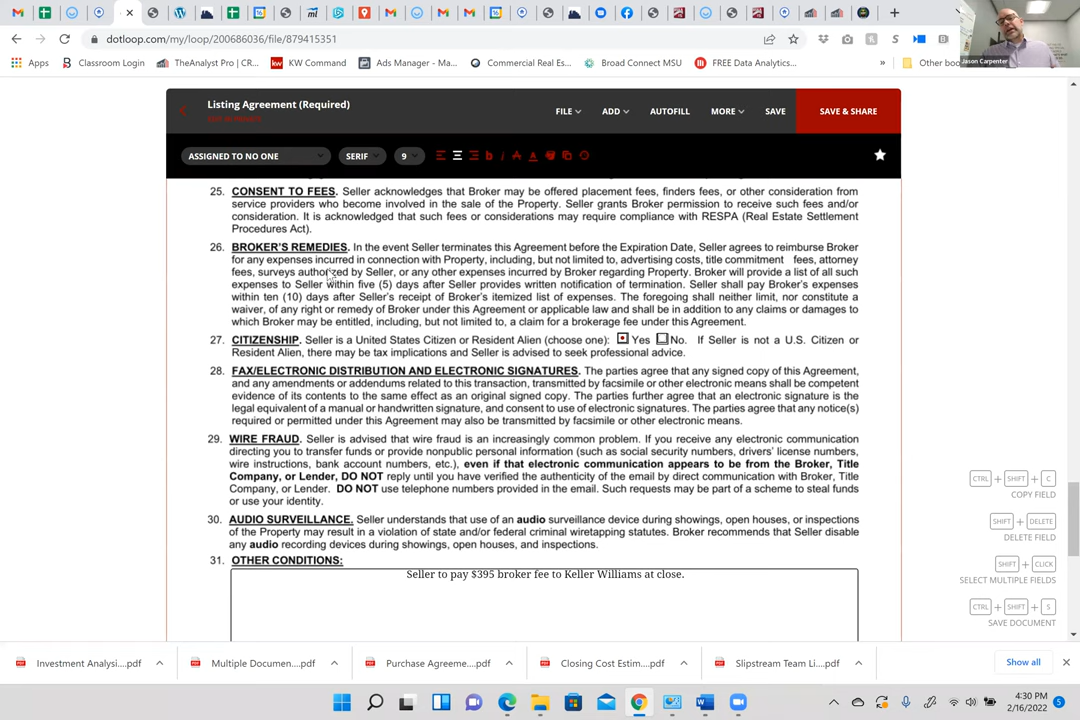 dotloop.com/my/loop/200686036/file/879415351
Apps
Classroom Login
TheAnalyst Pro | CR...
KW Command
Ads Manager - Ma...
Commercial Real Es...
Broad Connect MSU
FREE Data Analytics...
»
Other boo
Jason Carpenter
Listing Agreement (Required)
FILE
ADD
AUTOFILL
MORE
SAVE
SAVE & SHARE
ASSIGNED TO NO ONE
SERIF
9
25. CONSENT TO FEES. Seller acknowledges that Broker may be offered placement fees, finders fees, or other consideration from
service providers who become involved in the sale of the Property. Seller grants Broker permission to receive such fees and/or
consideration. It is acknowledged that such fees or considerations may require compliance with RESPA (Real Estate Settlement
Procedures Act).
26. BROKER'S REMEDIES. In the event Seller terminates this Agreement before the Expiration Date, Seller agrees to reimburse Broker
for any expenses incurred in connection with Property, including, but not limited to, advertising costs, title commitment fees, attorney
fees, surveys authorized by Seller, or any other expenses incurred by Broker regarding Property. Broker will provide a list of all such
expenses to Seller within five (5) days after Seller provides written notification of termination. Seller shall pay Broker's expenses
within ten (10) days after Seller's receipt of Broker's itemized list of expenses. The foregoing shall neither limit, nor constitute a
waiver, of any right or remedy of Broker under this Agreement or applicable law and shall be in addition to any claims or damages to
which Broker may be entitled, including, but not limited to, a claim for a brokerage fee under this Agreement.
27. CITIZENSHIP. Seller is a United States Citizen or Resident Alien (choose one): Yes No. If Seller is not a U.S. Citizen or
Resident Alien, there may be tax implications and Seller is advised to seek professional advice.
28. FAX/ELECTRONIC DISTRIBUTION AND ELECTRONIC SIGNATURES. The parties agree that any signed copy of this Agreement,
and any amendments or addendums related to this transaction, transmitted by facsimile or other electronic means shall be competent
evidence of its contents to the same effect as an original signed copy. The parties further agree that an electronic signature is the
legal equivalent of a manual or handwritten signature, and consent to use of electronic signatures. The parties agree that any notice(s)
required or permitted under this Agreement may also be transmitted by facsimile or other electronic means.
29. WIRE FRAUD. Seller is advised that wire fraud is an increasingly common problem. If you receive any electronic communication
directing you to transfer funds or provide nonpublic personal information (such as social security numbers, drivers' license numbers,
wire instructions, bank account numbers, etc.), even if that electronic communication appears to be from the Broker, Title
Company, or Lender, DO NOT reply until you have verified the authenticity of the email by direct communication with Broker, Title
Company, or Lender. DO NOT use telephone numbers provided in the email. Such requests may be part of a scheme to steal funds
or use your identity.
30. AUDIO SURVEILLANCE. Seller understands that use of an audio surveillance device during showings, open houses, or inspections
of the Property may result in a violation of state and/or federal criminal wiretapping statutes. Broker recommends that Seller disable
any audio recording devices during showings, open houses, and inspections.
31. OTHER CONDITIONS:
Seller to pay $395 broker fee to Keller Williams at close.
CTRL + SHIFT + C
COPY FIELD
SHIFT + DELETE
DELETE FIELD
SHIFT + CLICK
SELECT MULTIPLE FIELDS
CTRL + SHIFT + S
SAVE DOCUMENT
Investment Analysi....pdf
Multiple Documen....pdf
Purchase Agreeme....pdf
Closing Cost Estim....pdf
Slipstream Team Li....pdf
Show all
4:30 PM
2/16/2022